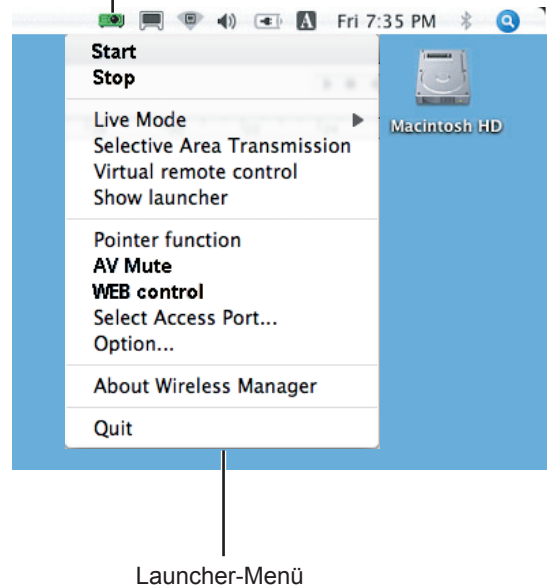 A Fri 7:35 PM
Start
Stop
Macintosh HD
Live Mode
Selective Area Transmission
Virtual remote control
Show launcher
Pointer function
AV Mute
WEB control
Select Access Port...
Option...
About Wireless Manager
Quit
Launcher-Menü